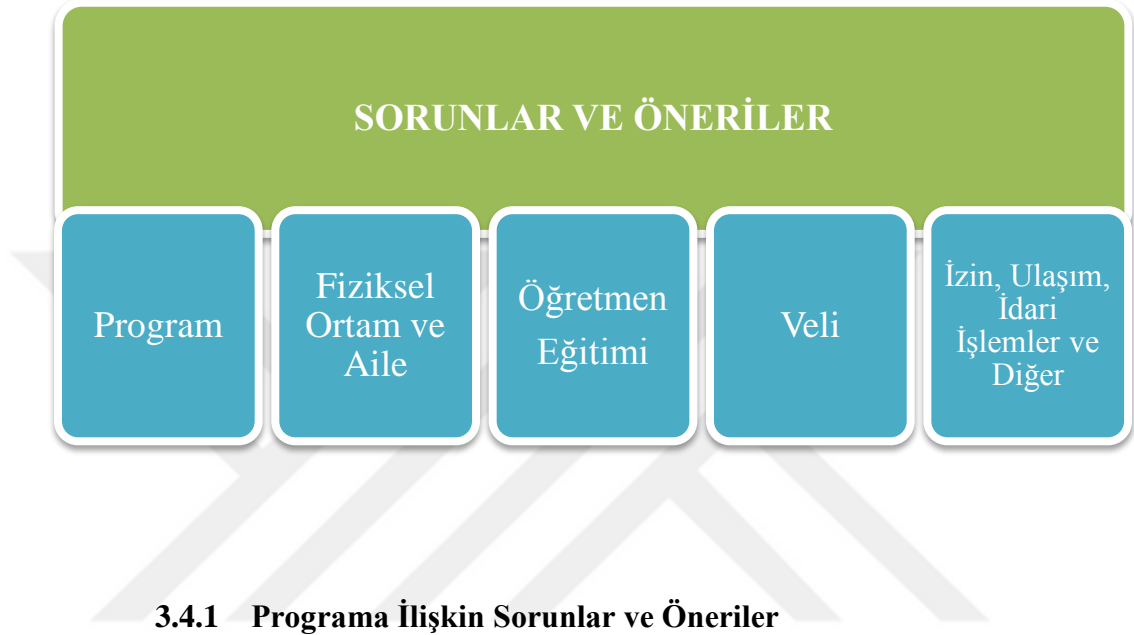 SORUNLAR VE ÖNERİLER
Program
Fiziksel
Ortam ve
Aile
Öğretmen
Eğitimi
Veli
İzin, Ulaşım,
İdari
İşlemler ve
Diğer
3.4.1 Programa İlişkin Sorunlar ve Öneriler